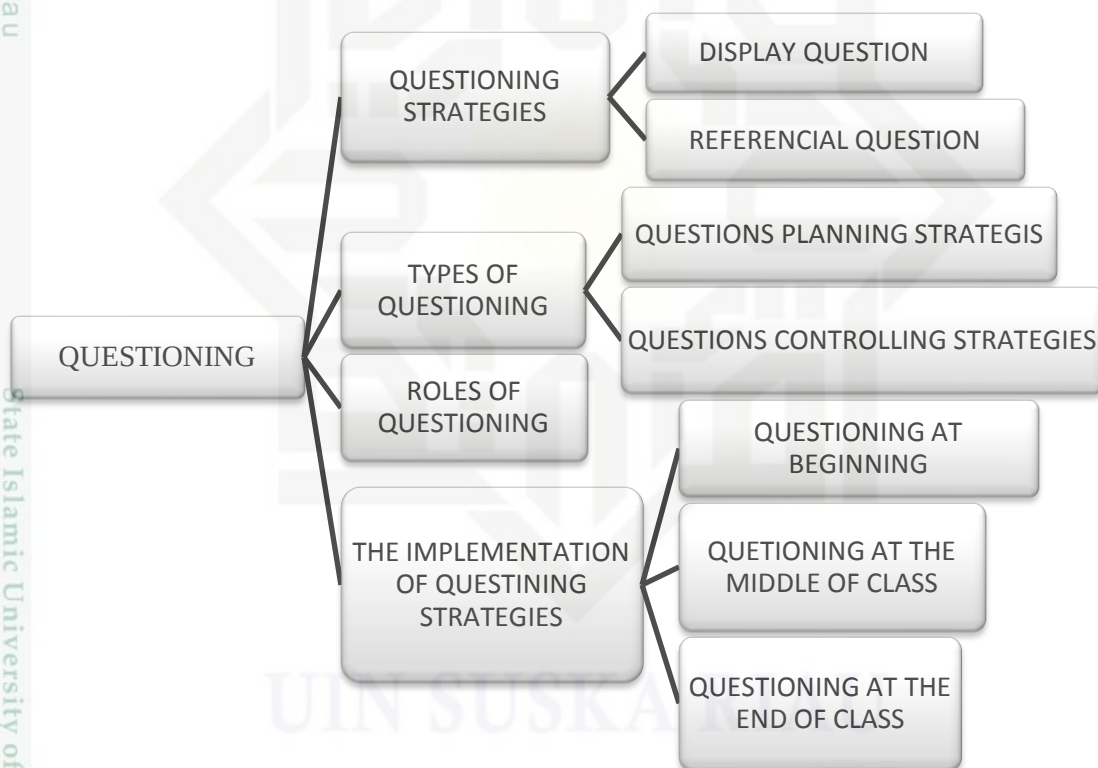 QUESTIONING
QUESTIONING
STRATEGIES
DISPLAY QUESTION
REFERENCIAL QUESTION
TYPES OF
QUESTIONING
QUESTIONS PLANNING STRATEGIS
QUESTIONS CONTROLLING STRATEGIES
ROLES OF
QUESTIONING
THE IMPLEMENTATION
OF QUESTINING
STRATEGIES
QUESTIONING AT
BEGINNING
QUETIONING AT THE
MIDDLE OF CLASS
QUESTIONING AT THE
END OF CLASS
UIN SUSKA RIAU
au
State Islamic University of